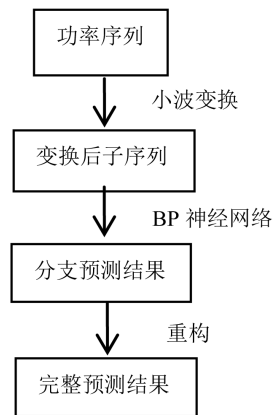 功率序列
小波变换
变换后子序列
BP 神经网络
分支预测结果
重构
完整预测结果